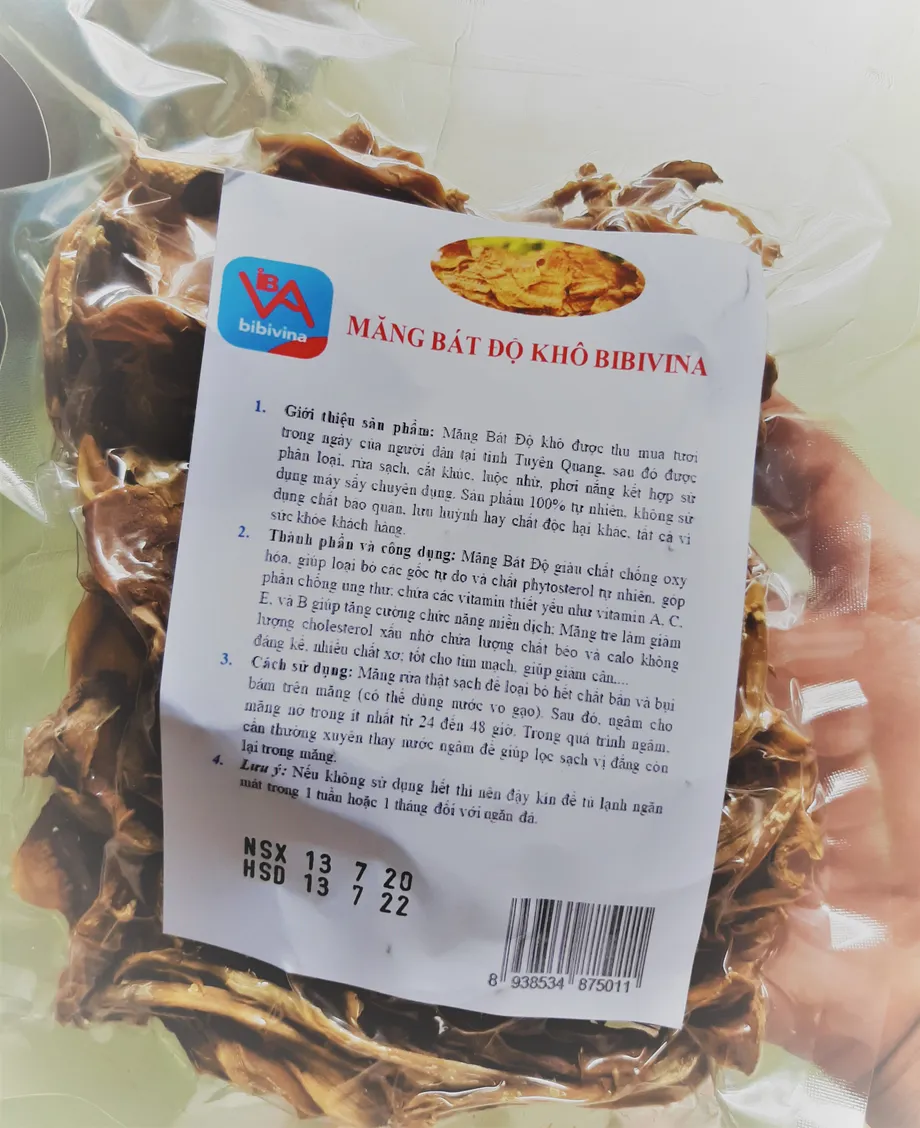 BA
bibivina
MĂNG BÁT ĐỘ KHÔ BIBIVINA
1. Giới thiệu sản phẩm: Măng Bát Độ khô được thu mua tươi
trong ngày của người dân tại tỉnh Tuyên Quang, sau đó được
phân loại, rửa sạch, cắt khúc, luộc nhừ, phơi nắng kết hợp sử
dụng máy sấy chuyên dụng. Sản phẩm 100% tự nhiên, không sử
dụng chất bảo quản, lưu huỳnh hay chất độc hại khác, tất cả vì
sức khỏe khách hàng.
2. Thành phần và công dụng: Măng Bát Độ giàu chất chống oxy
hóa, giúp loại bỏ các gốc tự do và chất phytosterol tự nhiên, góp
phần chống ung thư; chứa các vitamin thiết yếu như vitamin A, C,
E, và B giúp tăng cường chức năng miễn dịch; Măng tre làm giảm
lượng cholesterol xấu nhờ chứa lượng chất béo và calo không
đáng kể, nhiều chất xơ; tốt cho tim mạch, giúp giảm cân,...
3. Cách sử dụng: Măng rửa thật sạch để loại bỏ hết chất bẩn và bụi
bám trên măng (có thể dùng nước vo gạo). Sau đó, ngâm cho
măng nở trong ít nhất từ 24 đến 48 giờ. Trong quá trình ngâm,
cần thường xuyên thay nước ngâm để giúp lọc sạch vị đắng còn
lại trong măng.
4. Lưu ý: Nếu không sử dụng hết thì nên đậy kín để tủ lạnh ngăn
mát trong 1 tuần hoặc 1 tháng đối với ngăn đá.
NSX 13 7 20
HSD 13 7 22
8 938534 875011